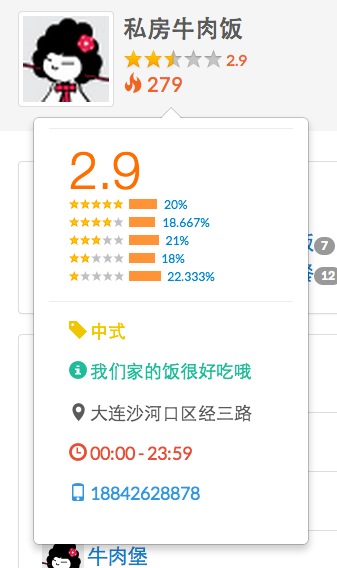 私房牛肉饭
2.9
279
2.9
20%
18.667%
21%
18%
22.333%
饭 7
12
中式
我们家的饭很好吃哦
大连沙河口区经三路
00:00 - 23:59
18842628878
牛肉堡